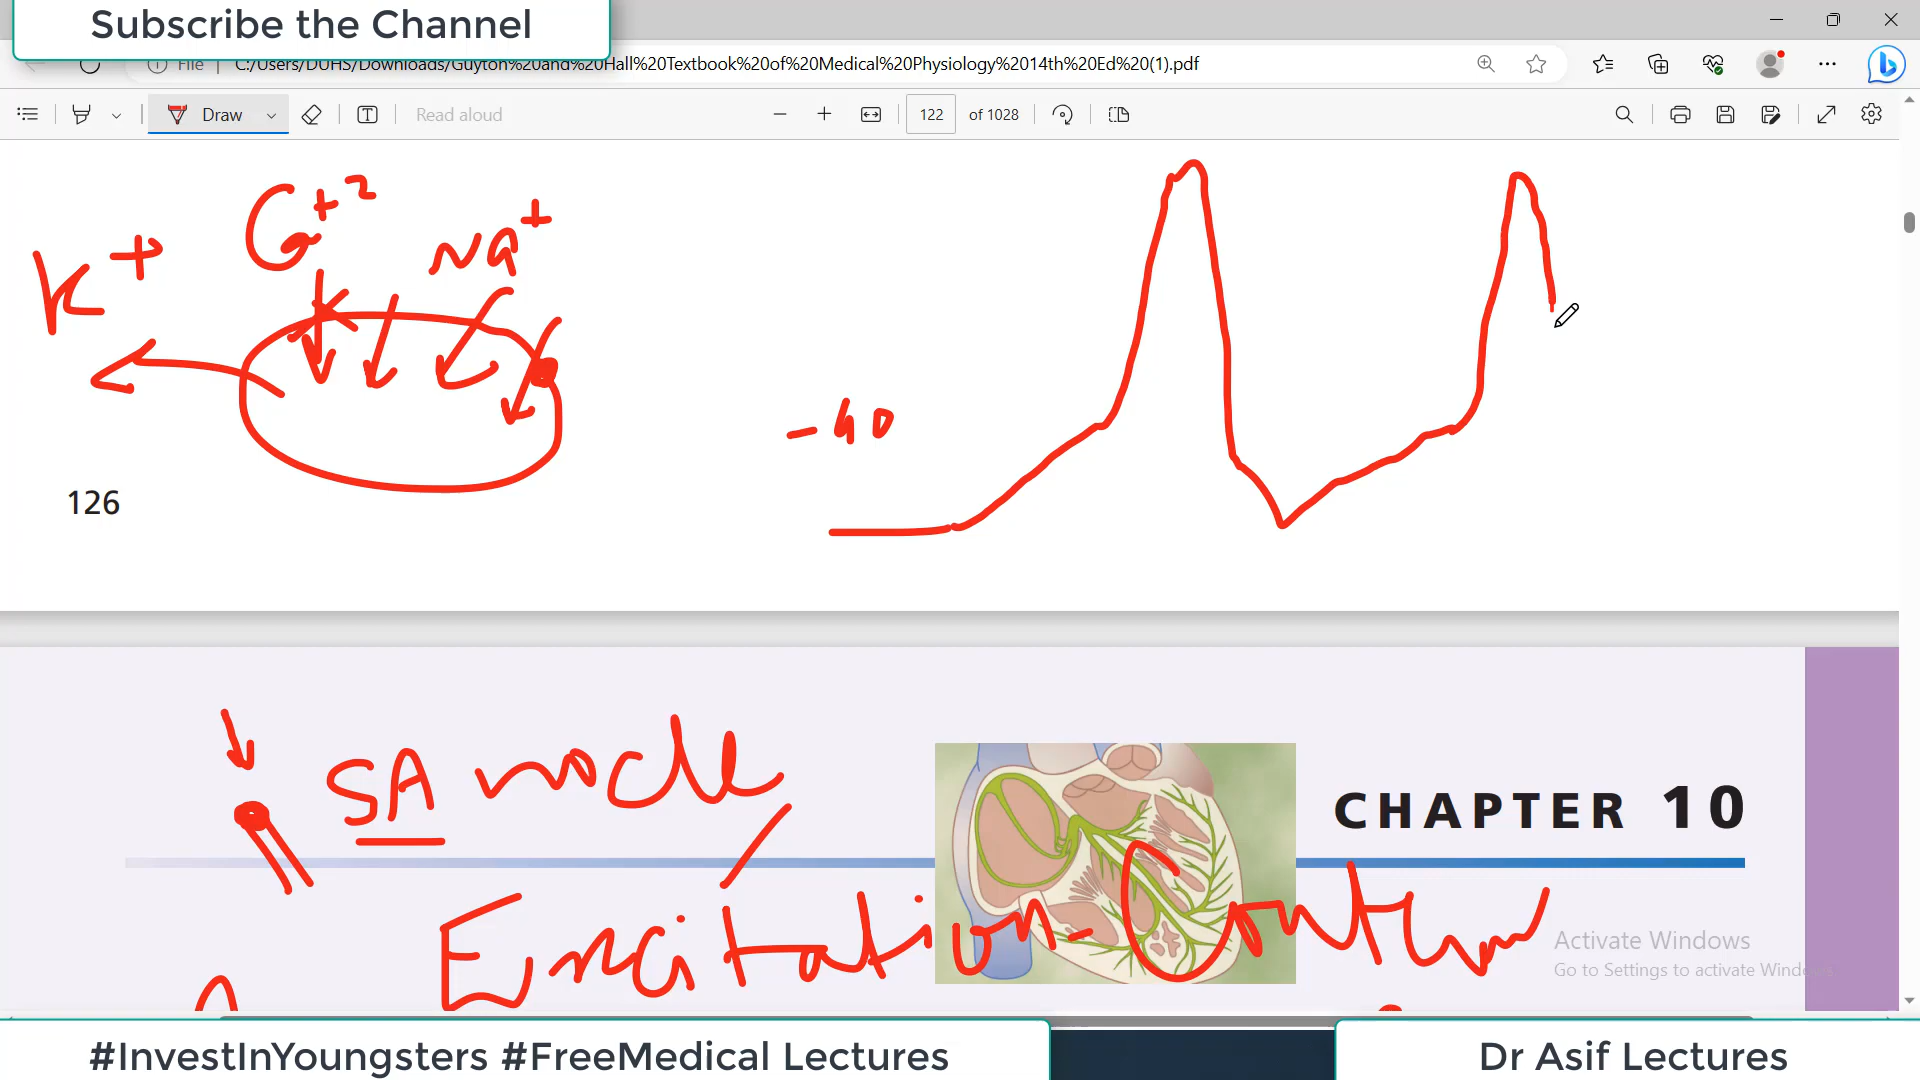 Subscribe the Channel
File | C:/Users/DUHS/Downloads/Guyton%20and%20Hall%20Textbook%20of%20Medical%20Physiology%2014th%20Ed%20(1).pdf
Draw
Read aloud
122 of 1028
K+
Ca+2
Na+
-40
126
SA node
CHAPTER 10
Excitation-Contr
Activate Windows
Go to Settings to activate Windows
#InvestInYoungsters #FreeMedical Lectures
Dr Asif Lectures